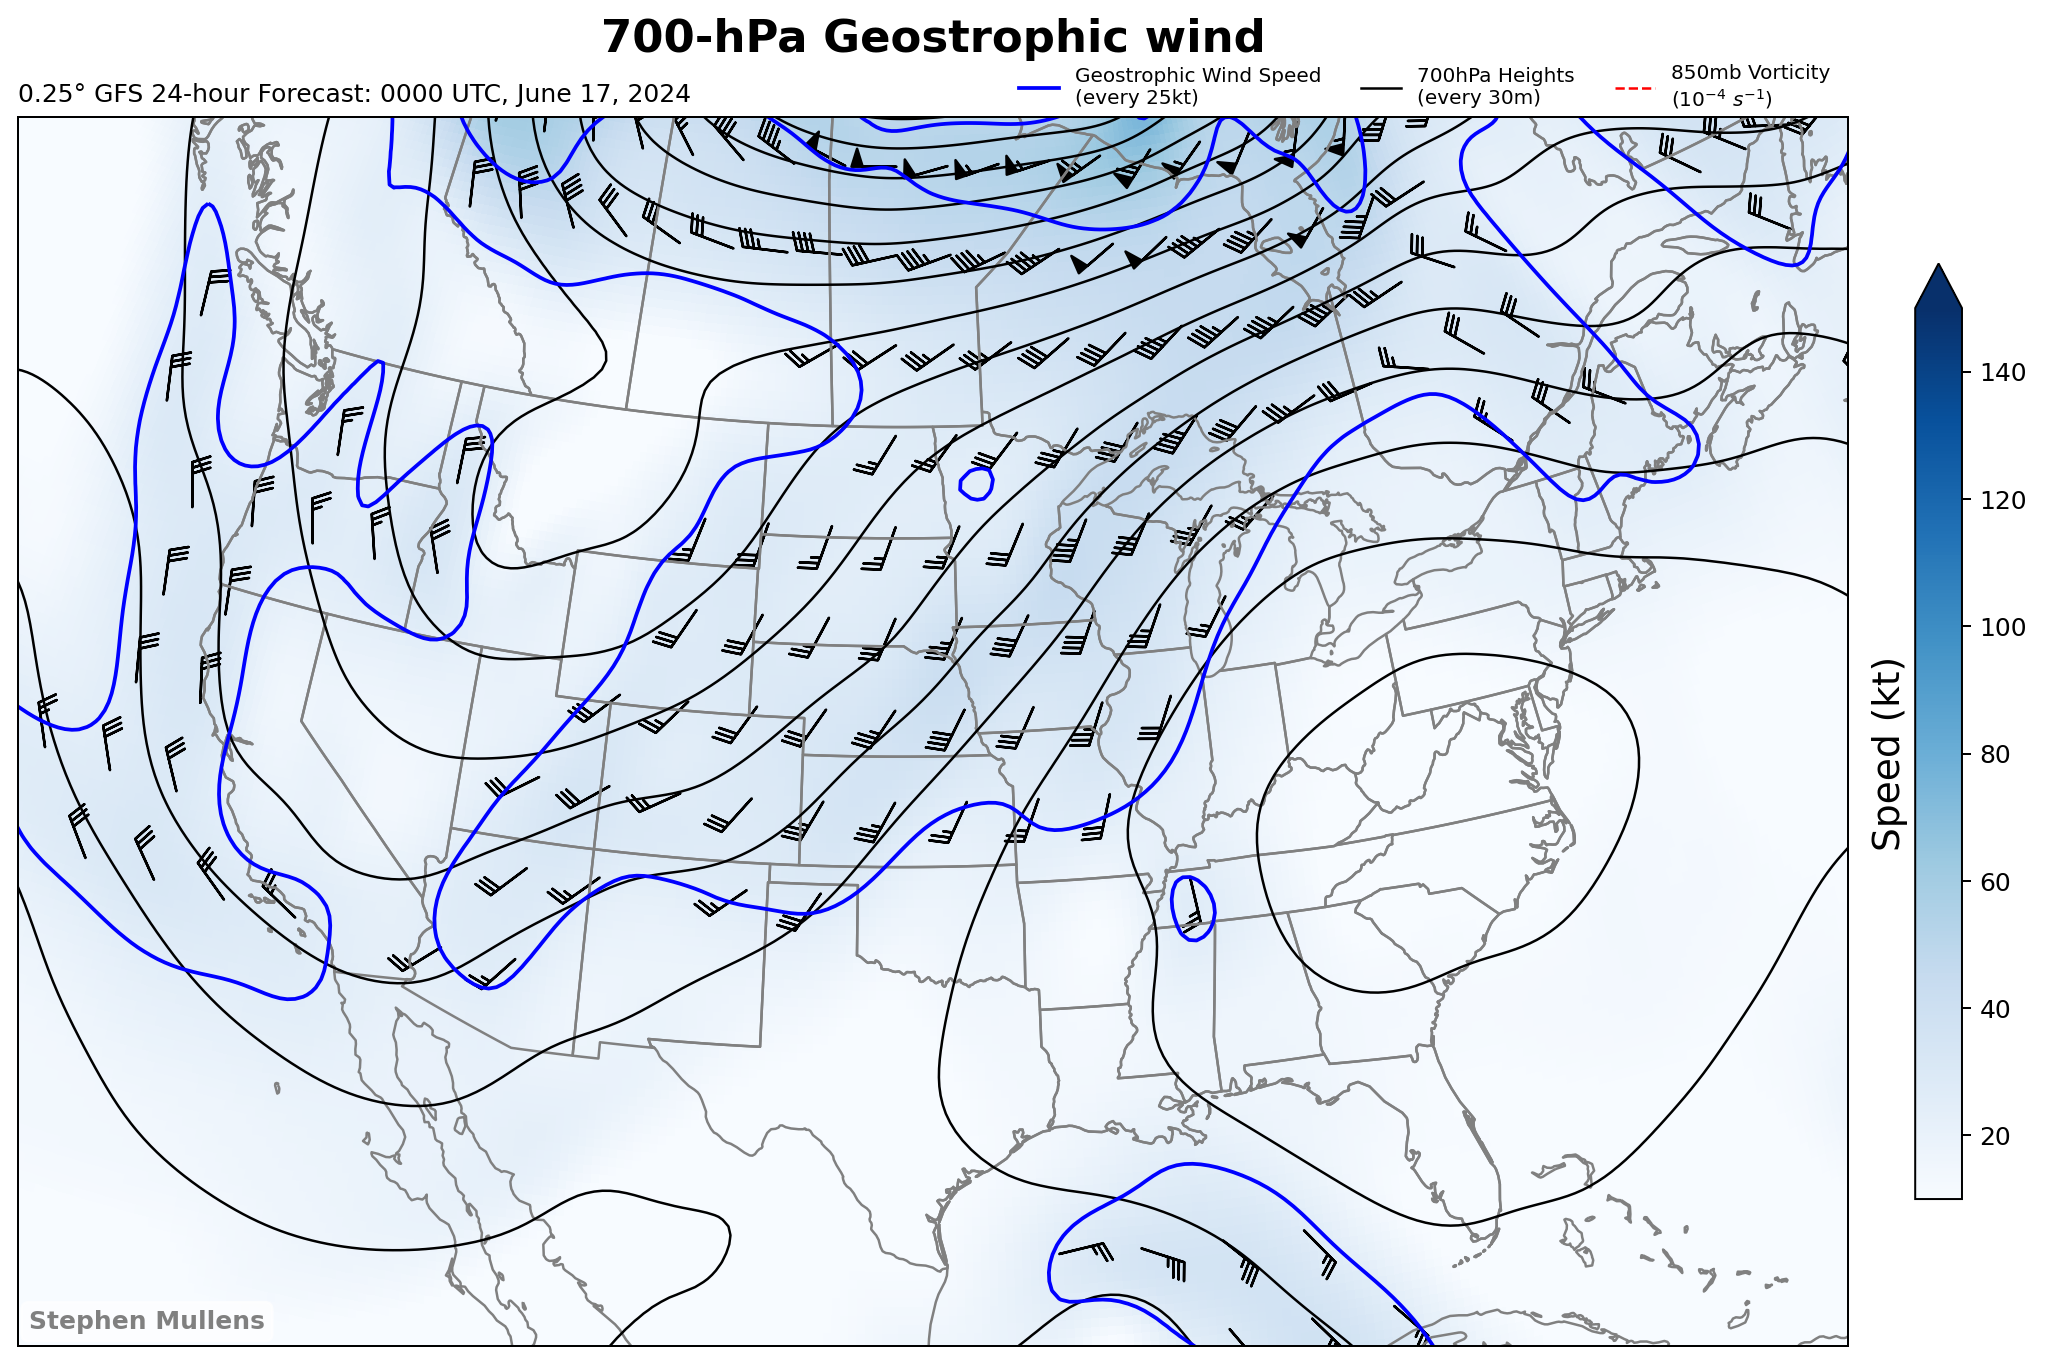 700-hPa Geostrophic wind
0.25° GFS 24-hour Forecast: 0000 UTC, June 17, 2024
Geostrophic Wind Speed
(every 25kt)
700hPa Heights
(every 30m)
850mb Vorticity
(10⁻⁴ s⁻¹)
140
120
100
80
60
40
20
Speed (kt)
Stephen Mullens